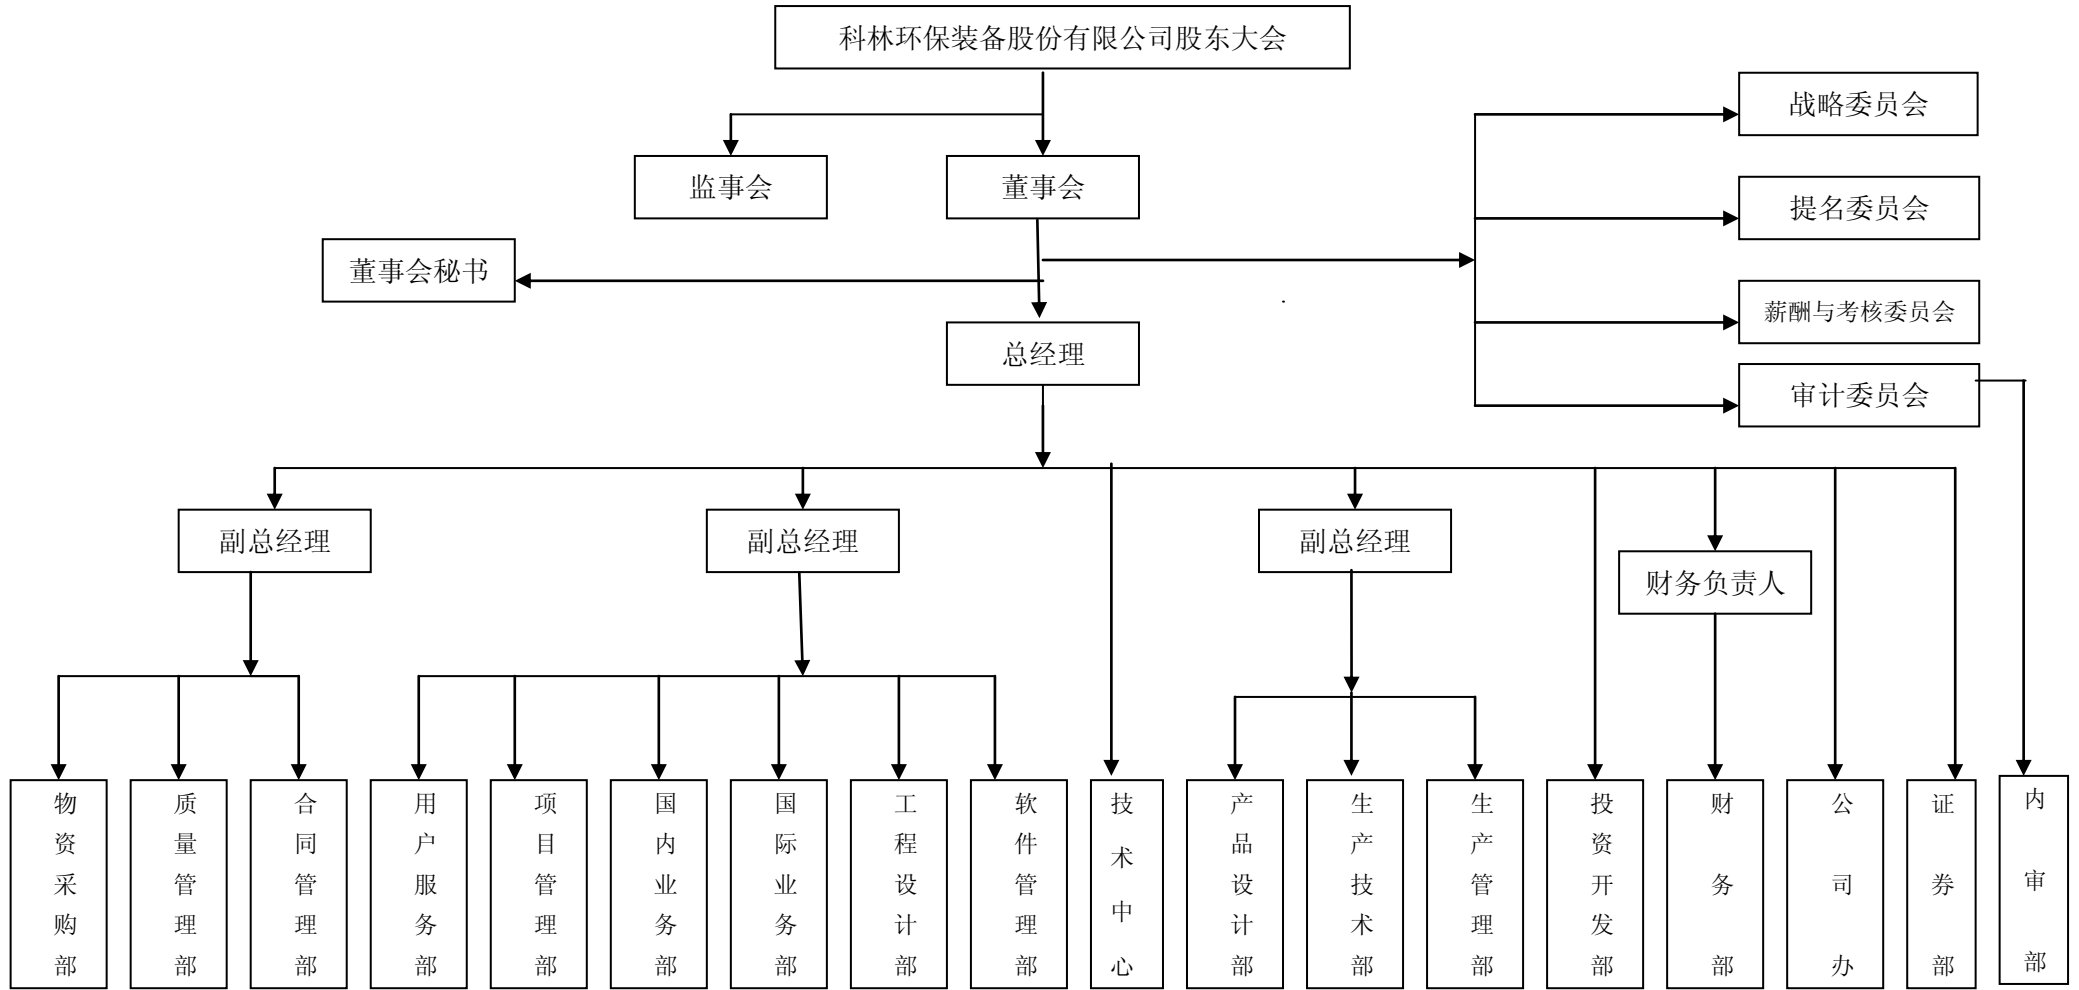 科林环保装备股份有限公司股东大会
战略委员会
监事会
董事会
提名委员会
董事会秘书
薪酬与考核委员会
总经理
审计委员会
副总经理
副总经理
副总经理
财务负责人
物资采购部
质量管理部
合同管理部
用户服务部
项目管理部
国内业务部
国际业务部
工程设计部
软件管理部
技术中心
产品设计部
生产技术部
生产管理部
投资开发部
财务部
公司办
证券部
内审部